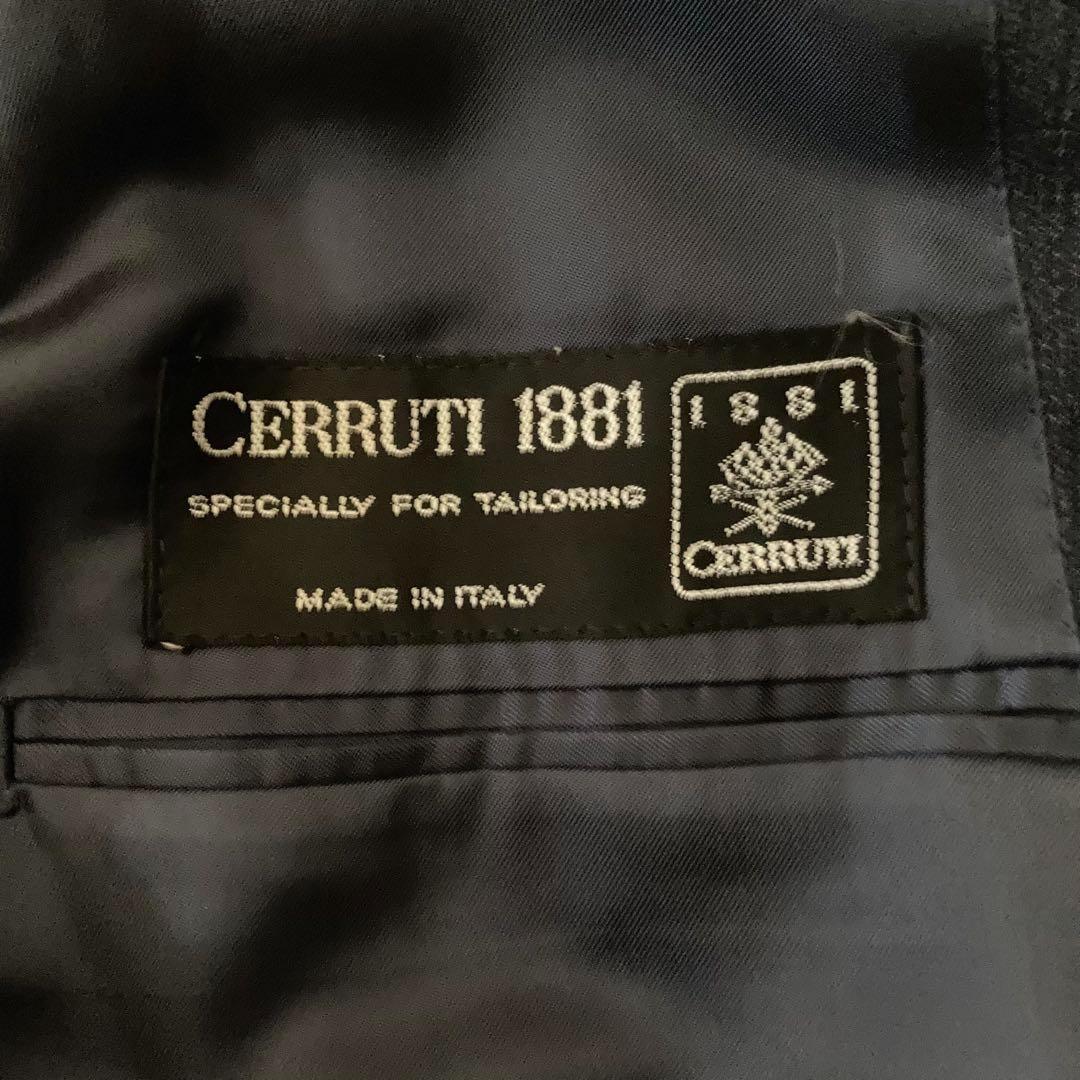 CERRUTI 1881
SPECIALLY FOR TAILORING
MADE IN ITALY
1881
CERRUTI